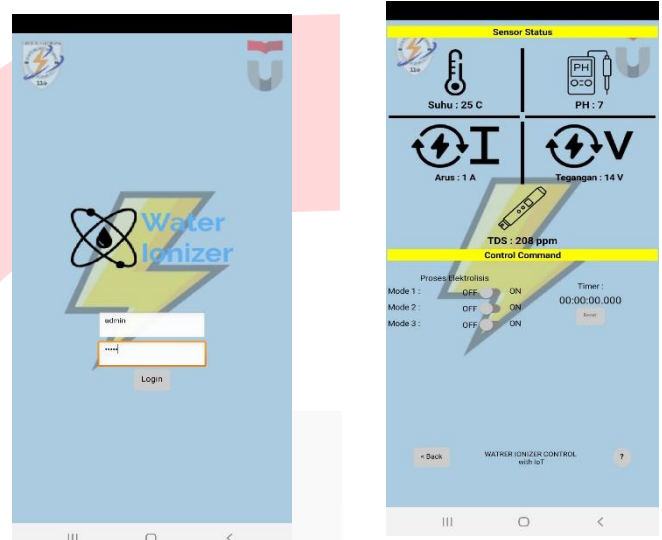 Water
Ionizer
admin
Login
Sensor Status
PH
Suhu : 25 C
PH : 7
I
V
Arus : 1 A
Tegangan : 14 V
TDS : 208 ppm
Control Command
Proses Elektrolisis
Timer :
Mode 1 : OFF ON
00:00:00.000
Mode 2 : OFF ON
Reset
Mode 3 : OFF ON
< Back
WATRER IONIZER CONTROL
with IoT
?